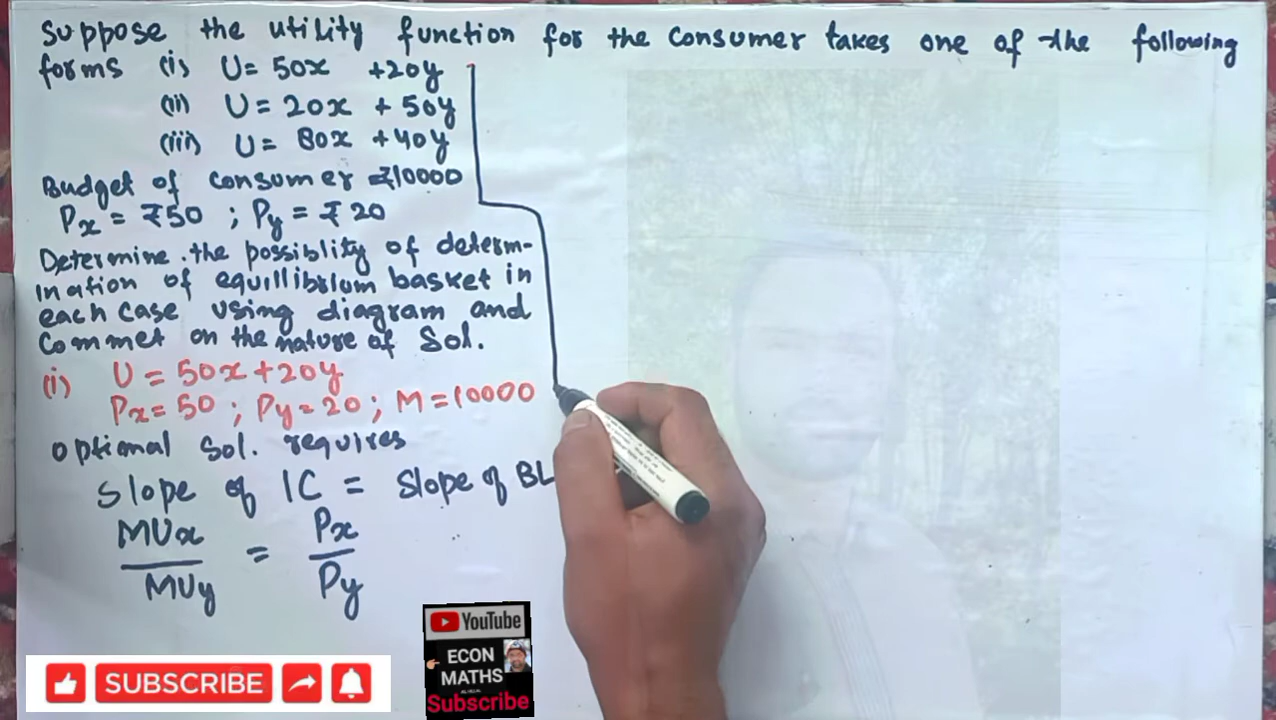 Suppose the utility function for the consumer takes one of the following
forms (i) U = 50x +20y
(ii) U = 20x + 50y
(iii) U = 80x +40y
Budget of consumer = ₹10000
Px = ₹50 ; Py = ₹ 20
Determine the possiblity of determ-
ination of equillibrium basket in
each case using diagram and
Commet on the nature of Sol.
(i) U = 50x+20y
Px = 50 ; Py = 20 ; M = 10000
optimal Sol. requires
Slope of IC = Slope of BL
MUx / MUy = Px / Py
YouTube
ECON
MATHS
Subscribe
SUBSCRIBE